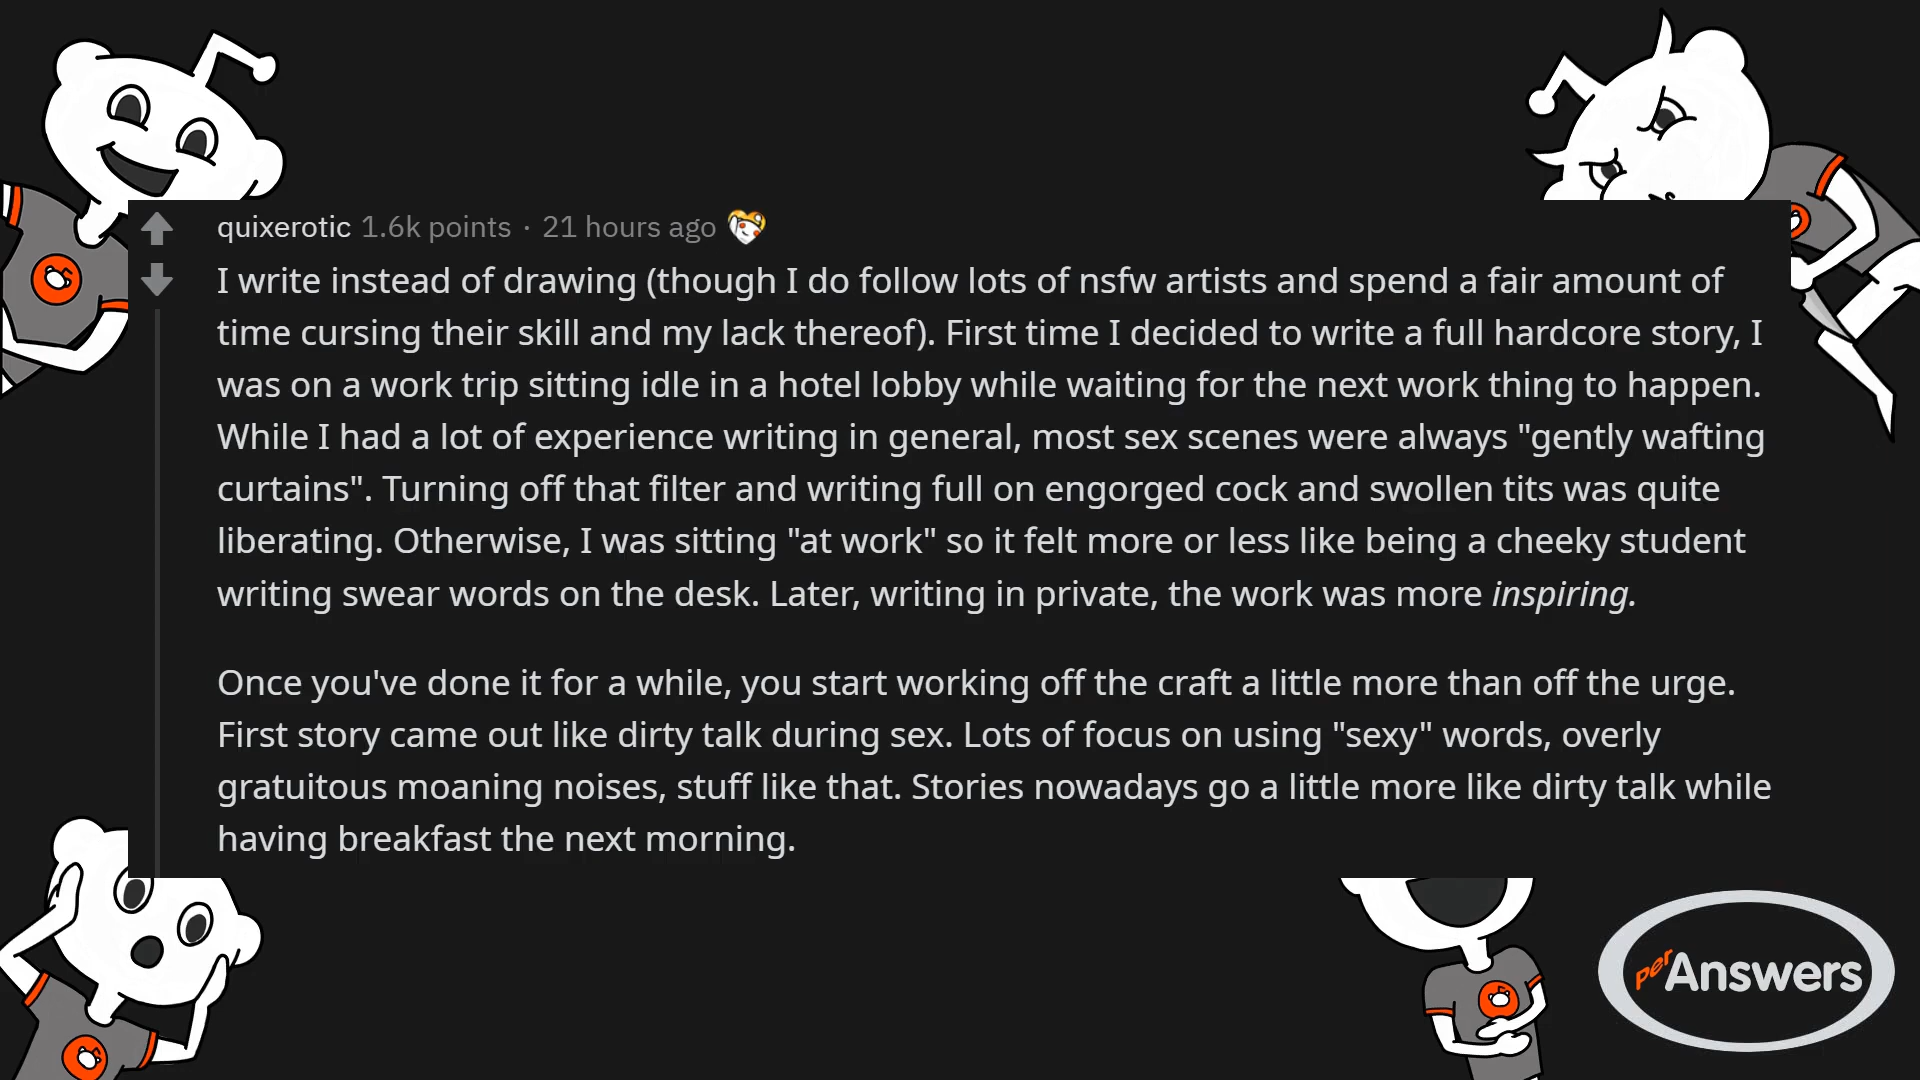 quixerotic 1.6k points · 21 hours ago
I write instead of drawing (though I do follow lots of nsfw artists and spend a fair amount of
time cursing their skill and my lack thereof). First time I decided to write a full hardcore story, I
was on a work trip sitting idle in a hotel lobby while waiting for the next work thing to happen.
While I had a lot of experience writing in general, most sex scenes were always "gently wafting
curtains". Turning off that filter and writing full on engorged cock and swollen tits was quite
liberating. Otherwise, I was sitting "at work" so it felt more or less like being a cheeky student
writing swear words on the desk. Later, writing in private, the work was more inspiring.
Once you've done it for a while, you start working off the craft a little more than off the urge.
First story came out like dirty talk during sex. Lots of focus on using "sexy" words, overly
gratuitous moaning noises, stuff like that. Stories nowadays go a little more like dirty talk while
having breakfast the next morning.
perAnswers